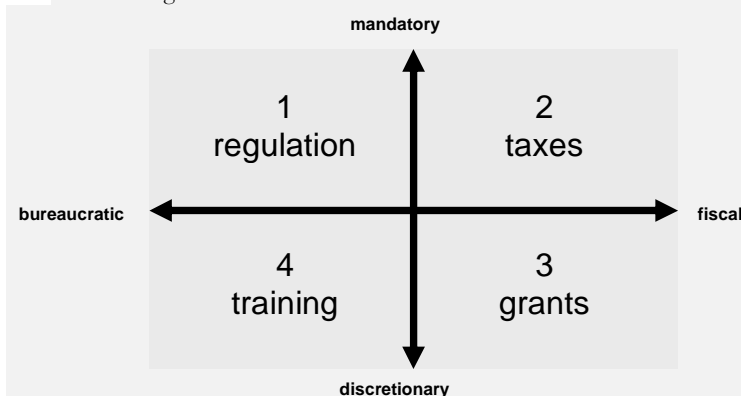 mandatory
1
regulation
2
taxes
bureaucratic
fiscal
4
training
3
grants
discretionary